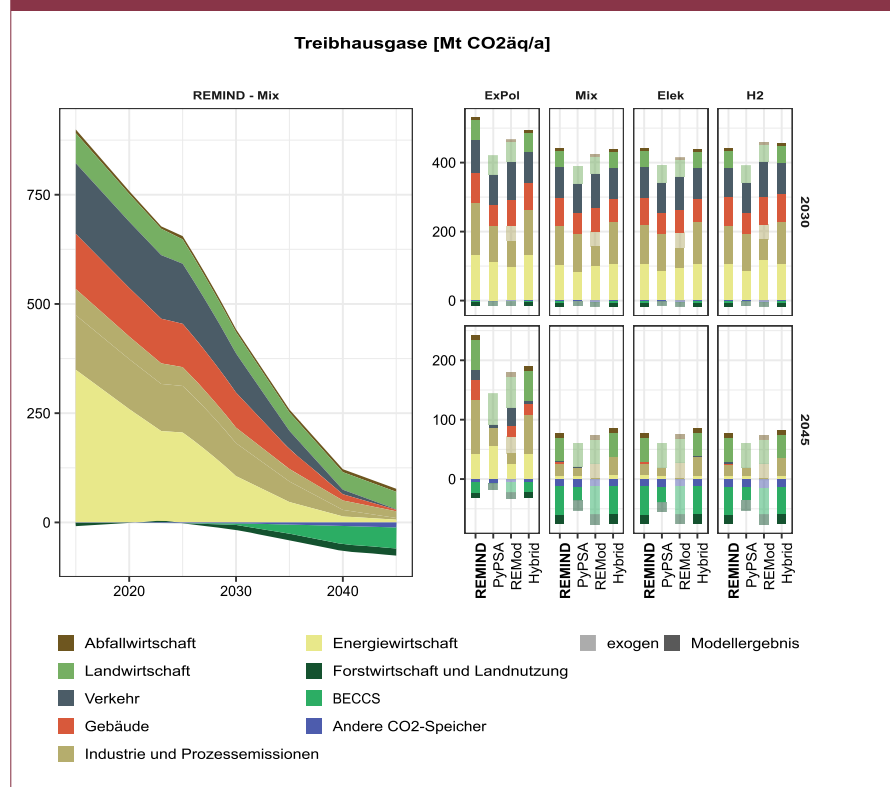 Treibhausgase [Mt CO2äq/a]
REMIND - Mix
ExPol Mix Elek H2
750
500
250
0
2020 2030 2040
400
200
0
2030
200
100
0
2045
REMIND PyPSA REMod Hybrid REMIND PyPSA REMod Hybrid REMIND PyPSA REMod Hybrid REMIND PyPSA REMod Hybrid
Abfallwirtschaft Energiewirtschaft exogen Modellergebnis
Landwirtschaft Forstwirtschaft und Landnutzung
Verkehr BECCS
Gebäude Andere CO2-Speicher
Industrie und Prozessemissionen